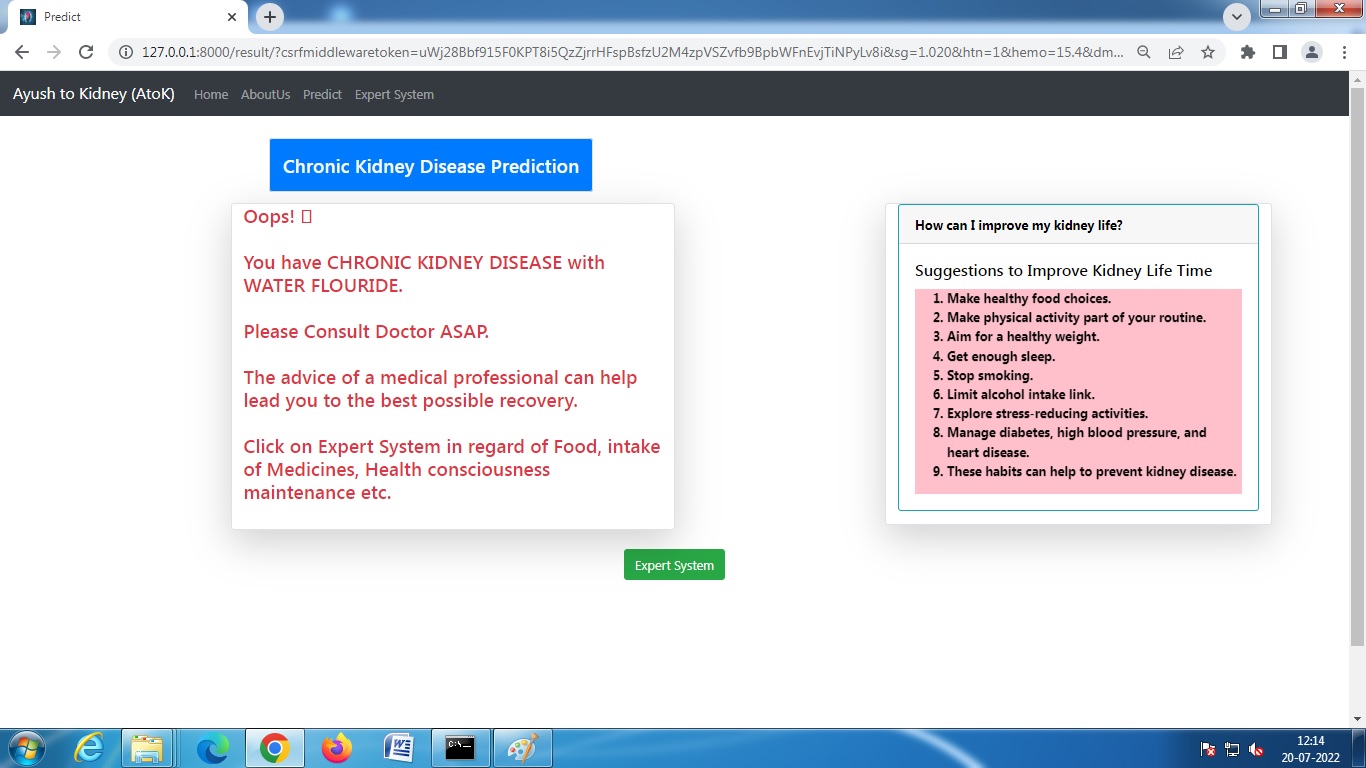 Predict
127.0.0.1:8000/result/?csrfmiddlewaretoken=uWj28Bbf915F0KPT8i5QzZjrrHFspBsfzU2M4zpVSZvfb9BpbWFnEvjTiNPyLv8i&sg=1.020&htn=1&hemo=15.4&dm...
Ayush to Kidney (AtoK) Home AboutUs Predict Expert System
Chronic Kidney Disease Prediction
Oops!
You have CHRONIC KIDNEY DISEASE with
WATER FLOURIDE.
Please Consult Doctor ASAP.
The advice of a medical professional can help
lead you to the best possible recovery.
Click on Expert System in regard of Food, intake
of Medicines, Health consciousness
maintenance etc.
How can I improve my kidney life?
Suggestions to Improve Kidney Life Time
1. Make healthy food choices.
2. Make physical activity part of your routine.
3. Aim for a healthy weight.
4. Get enough sleep.
5. Stop smoking.
6. Limit alcohol intake link.
7. Explore stress-reducing activities.
8. Manage diabetes, high blood pressure, and
heart disease.
9. These habits can help to prevent kidney disease.
Expert System
12:14
20-07-2022